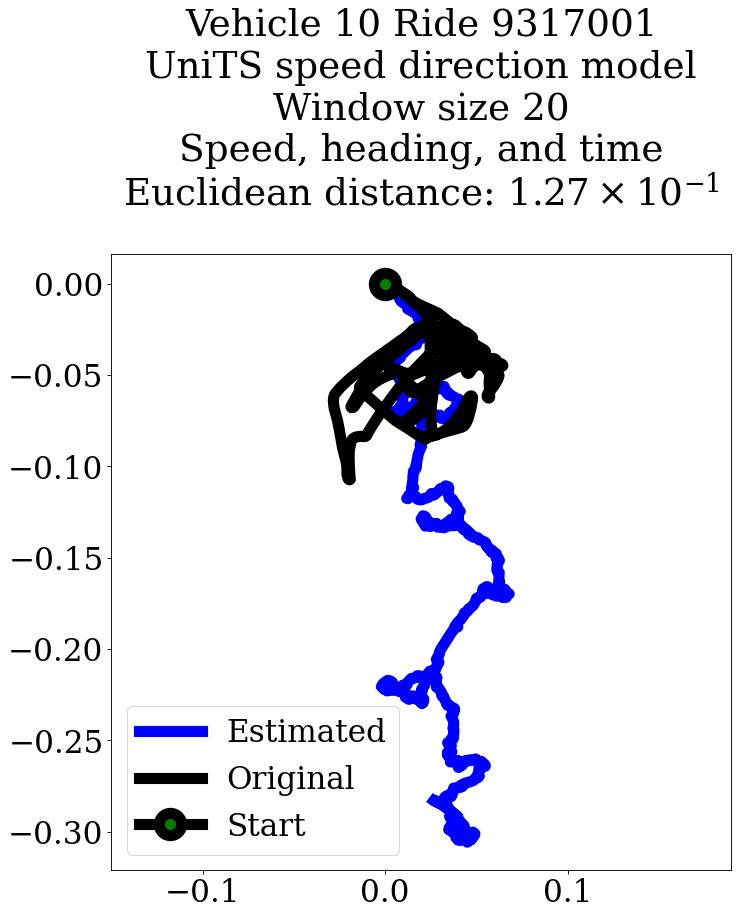 Vehicle 10 Ride 9317001
UniTS speed direction model
Window size 20
Speed, heading, and time
Euclidean distance: 1.27 × 10⁻¹
0.00
−0.05
−0.10
−0.15
−0.20
−0.25
−0.30
Estimated
Original
Start
−0.1 0.0 0.1